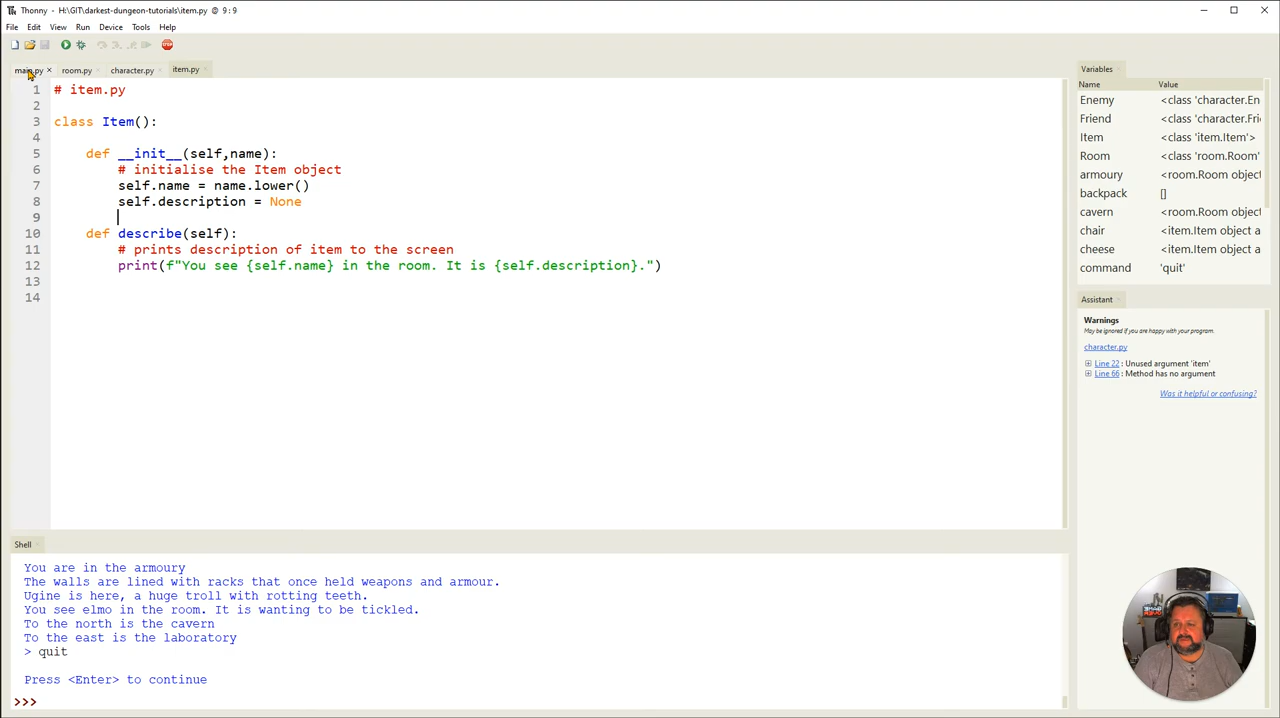 Thonny - H:\GIT\darkest-dungeon-tutorials\item.py @ 9 : 9
File Edit View Run Device Tools Help
STOP
main.py × room.py × character.py × item.py ×
1 # item.py
2
3 class Item():
4
5 def __init__(self,name):
6 # initialise the Item object
7 self.name = name.lower()
8 self.description = None
9
10 def describe(self):
11 # prints description of item to the screen
12 print(f"You see {self.name} in the room. It is {self.description}.")
13
14
Variables
Name Value
Enemy <class 'character.En
Friend <class 'character.Frie
Item <class 'item.Item'>
Room <class 'room.Room'
armoury <room.Room object
backpack []
cavern <room.Room object
chair <item.Item object a
cheese <item.Item object a
command 'quit'
Assistant
Warnings
May be ignored if you are happy with your program.
character.py
Line 22 : Unused argument 'item'
Line 66 : Method has no argument
Was it helpful or confusing?
Shell
You are in the armoury
The walls are lined with racks that once held weapons and armour.
Ugine is here, a huge troll with rotting teeth.
You see elmo in the room. It is wanting to be tickled.
To the north is the cavern
To the east is the laboratory
> quit
Press <Enter> to continue
>>>